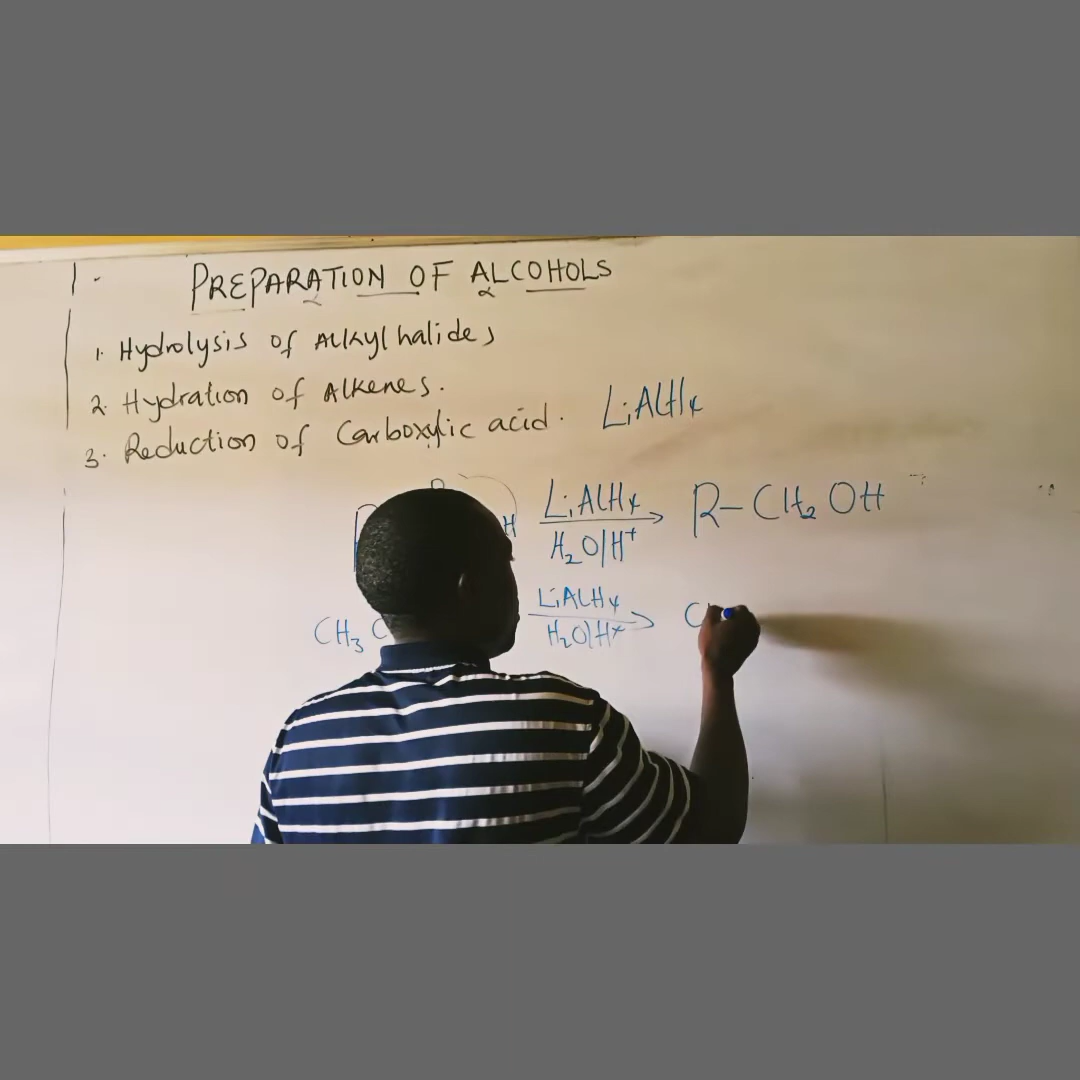 1. PREPARATION OF ALCOHOLS
1. Hydrolysis of Alkyl halides
2. Hydration of Alkenes.
3. Reduction of Carboxylic acid. LiAlH4
H LiAlH4 R-CH2OH
H2O/H+
CH3C LiAlH4 C
H2O/H+